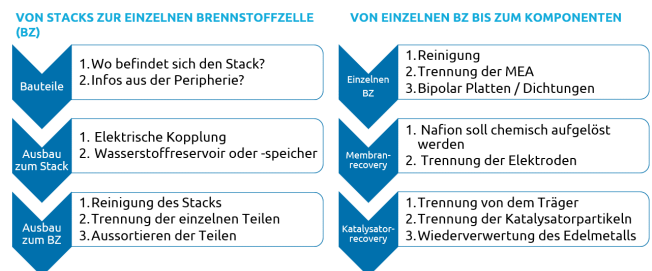 VON STACKS ZUR EINZELNEN BRENNSTOFFZELLE
(BZ)
Bauteile
1.Wo befindet sich den Stack?
2.Infos aus der Peripherie?
Ausbau
zum Stack
1. Elektrische Kopplung
2. Wasserstoffreservoir oder -speicher
Ausbau
zum BZ
1.Reinigung des Stacks
2.Trennung der einzelnen Teilen
3.Aussortieren der Teilen
VON EINZELNEN BZ BIS ZUM KOMPONENTEN
Einzelnen
BZ
1.Reinigung
2.Trennung der MEA
3.Bipolar Platten / Dichtungen
Membran-
recovery
1. Nafion soll chemisch aufgelöst
werden
2. Trennung der Elektroden
Katalysator-
recovery
1.Trennung von dem Träger
2.Trennung der Katalysatorpartikeln
3.Wiederverwertung des Edelmetalls